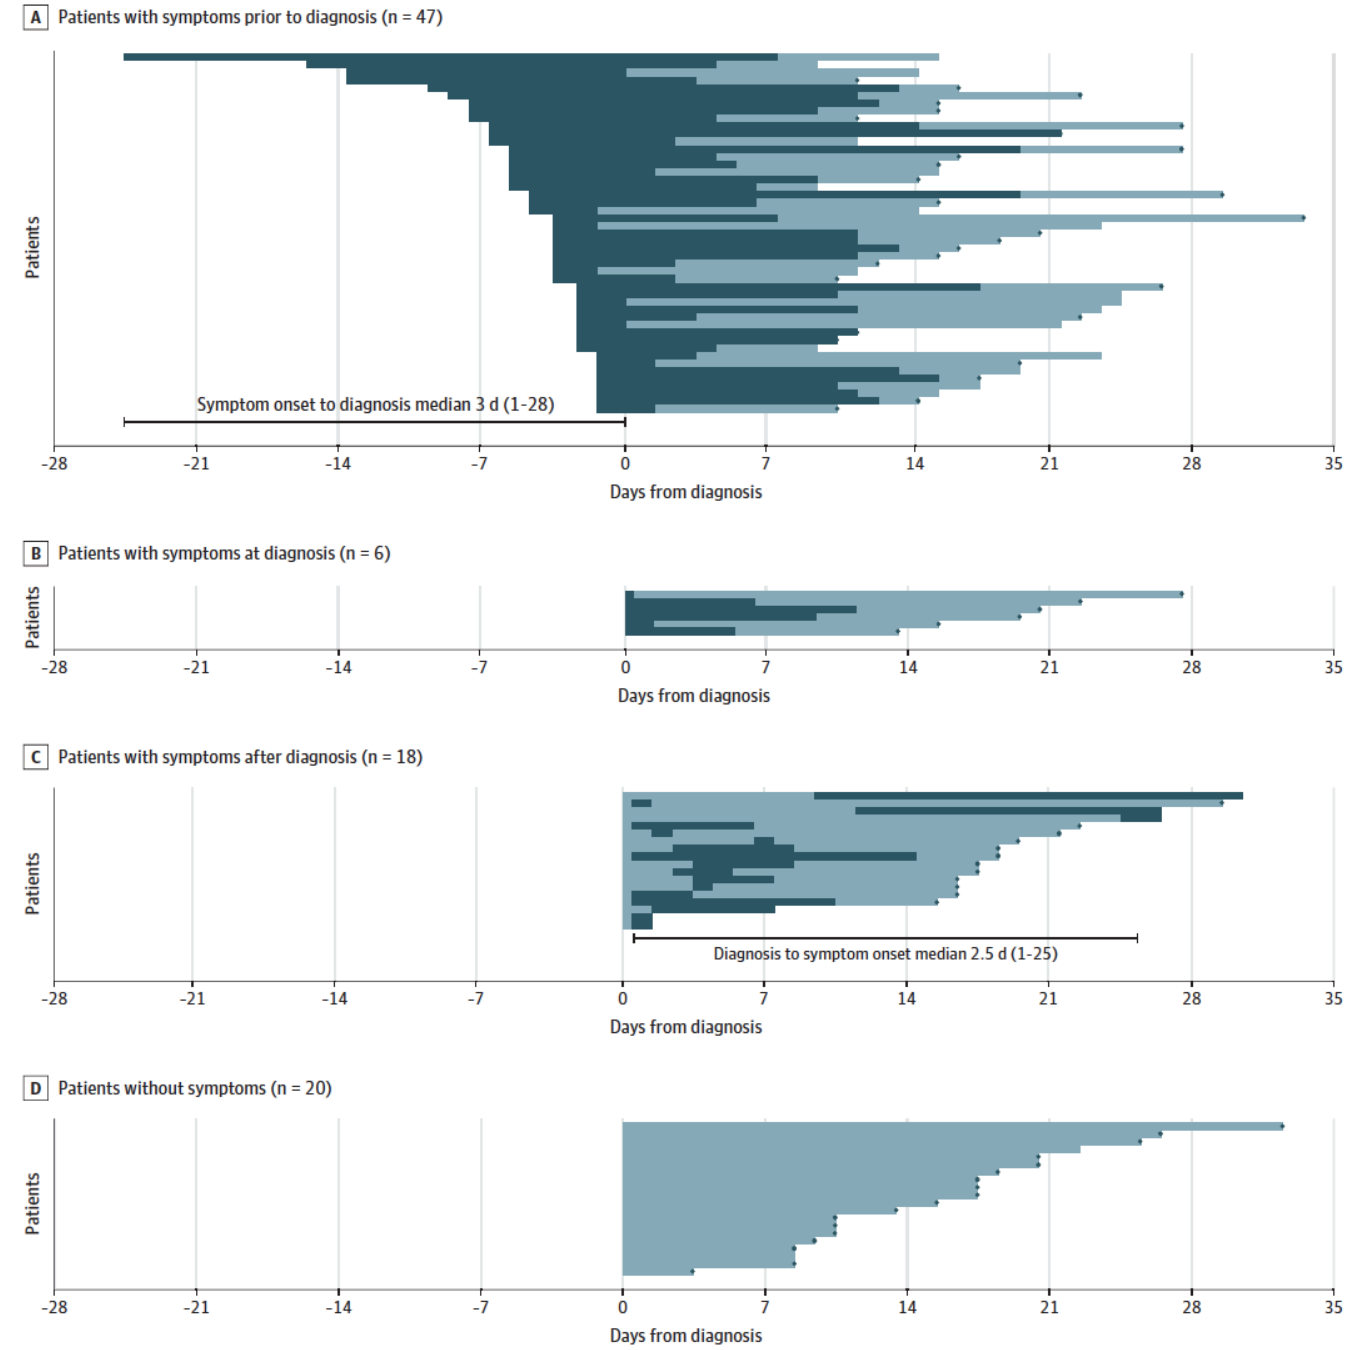 A Patients with symptoms prior to diagnosis (n = 47)
Patients
Symptom onset to diagnosis median 3 d (1-28)
-28 -21 -14 -7 0 7 14 21 28 35
Days from diagnosis
B Patients with symptoms at diagnosis (n = 6)
Patients
-28 -21 -14 -7 0 7 14 21 28 35
Days from diagnosis
C Patients with symptoms after diagnosis (n = 18)
Patients
Diagnosis to symptom onset median 2.5 d (1-25)
-28 -21 -14 -7 0 7 14 21 28 35
Days from diagnosis
D Patients without symptoms (n = 20)
Patients
-28 -21 -14 -7 0 7 14 21 28 35
Days from diagnosis